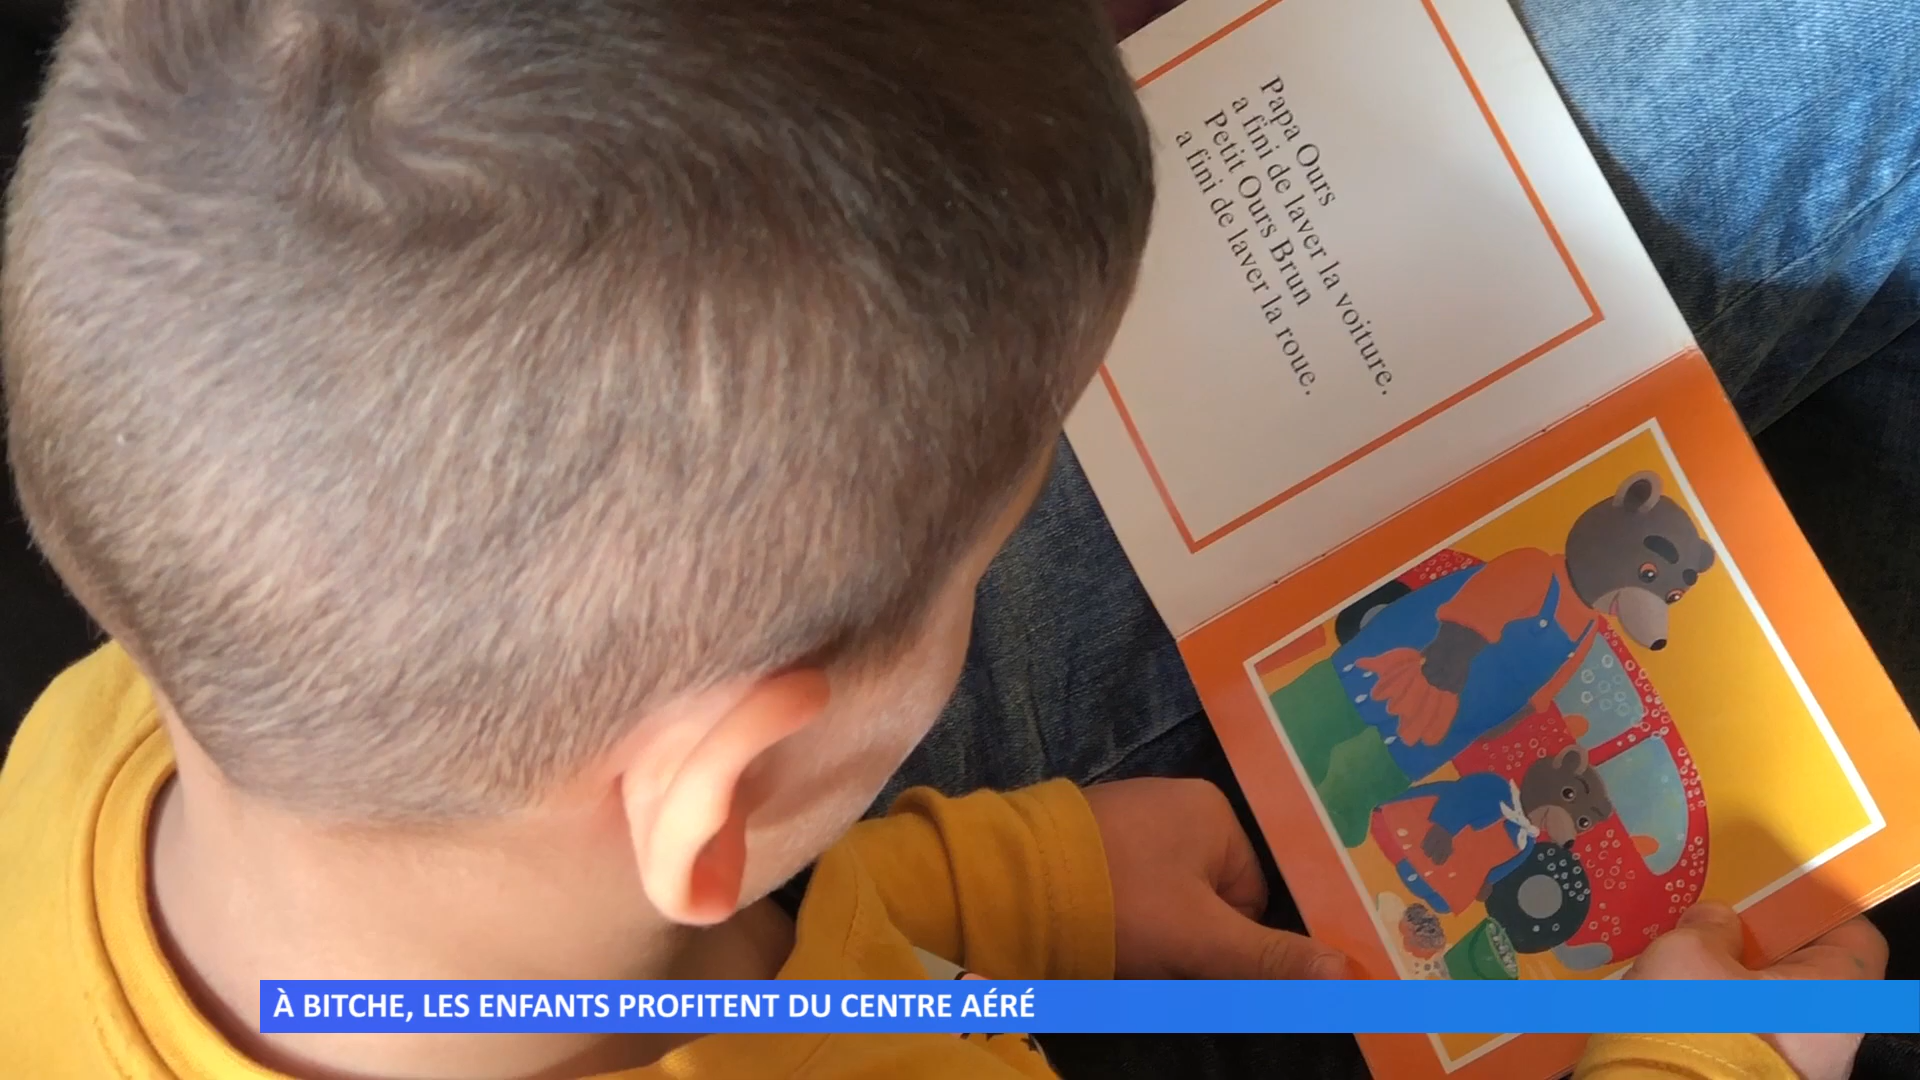 Papa Ours
a fini de laver la voiture.
Petit Ours Brun
a fini de laver la roue.
À BITCHE, LES ENFANTS PROFITENT DU CENTRE AÉRÉ